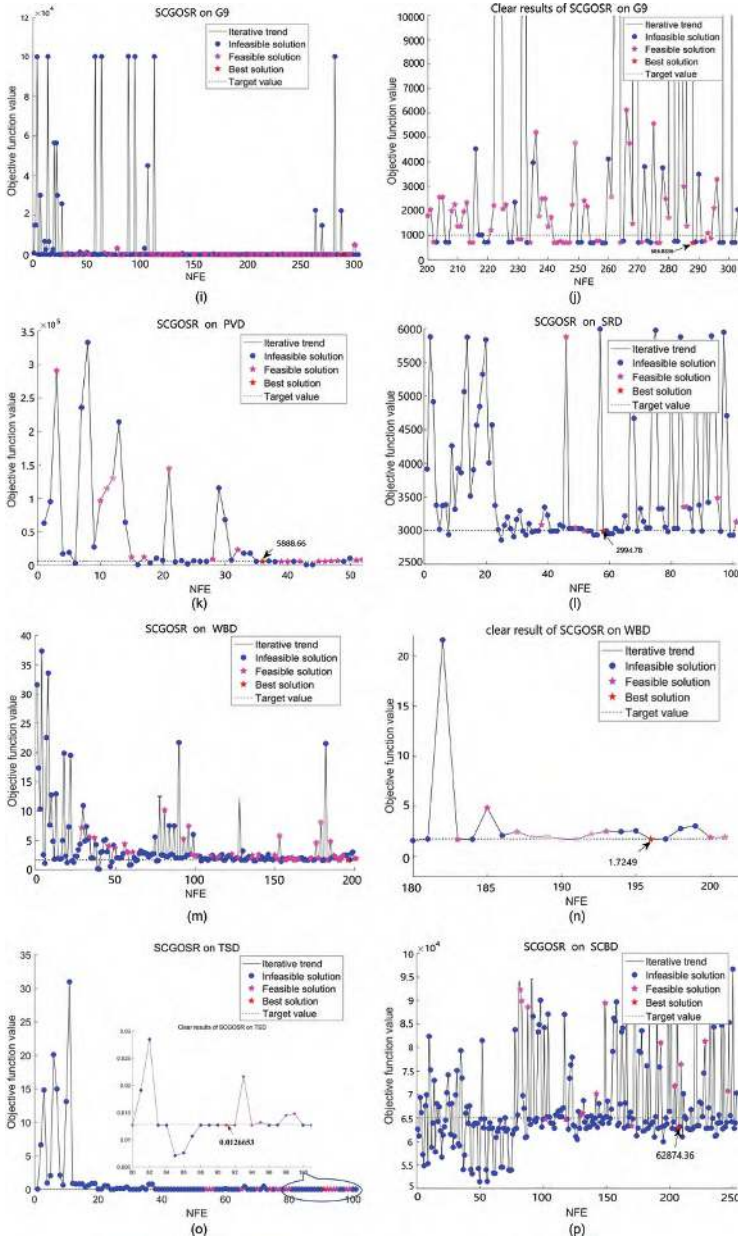 SCGOSR on G9
×10⁴
Objective function value
12
10
8
6
4
2
0
Iterative trend
Infeasible solution
Feasible solution
Best solution
Target value
0 50 100 150 200 250 300
NFE
(i)
Clear results of SCGOSR on G9
Objective function value
10000
9000
8000
7000
6000
5000
4000
3000
2000
1000
0
Iterative trend
Infeasible solution
Feasible solution
Best solution
Target value
200 210 220 230 240 250 260 270 280 290 300
NFE
(j)
SCGOSR on PVD
×10⁵
Objective function value
3.5
3
2.5
2
1.5
1
0.5
0
Iterative trend
Infeasible solution
Feasible solution
Best solution
Target value
5888.66
0 10 20 30 40 50
NFE
(k)
SCGOSR on SRD
Objective function value
6000
5500
5000
4500
4000
3500
3000
2500
Iterative trend
Infeasible solution
Feasible solution
Best solution
Target value
2994.78
0 20 40 60 80 100
NFE
(l)
SCGOSR on WBD
Objective function value
40
35
30
25
20
15
10
5
0
Iterative trend
Infeasible solution
Feasible solution
Best solution
Target value
0 50 100 150 200
NFE
(m)
clear result of SCGOSR on WBD
Objective function value
20
15
10
5
0
Iterative trend
Infeasible solution
Feasible solution
Best solution
Target value
1.7249
180 185 190 195 200
NFE
(n)
SCGOSR on TSD
Objective function value
35
30
25
20
15
10
5
0
Iterative trend
Infeasible solution
Feasible solution
Best solution
Target value
Clear results of SCGOSR on TSD
0.0126653
0 20 40 60 80 100
NFE
(o)
SCGOSR on SCBD
×10⁴
Objective function value
10
9.5
9
8.5
8
7.5
7
6.5
6
5.5
5
Iterative trend
Infeasible solution
Feasible solution
Best solution
Target value
62874.36
0 50 100 150 200 250
NFE
(p)